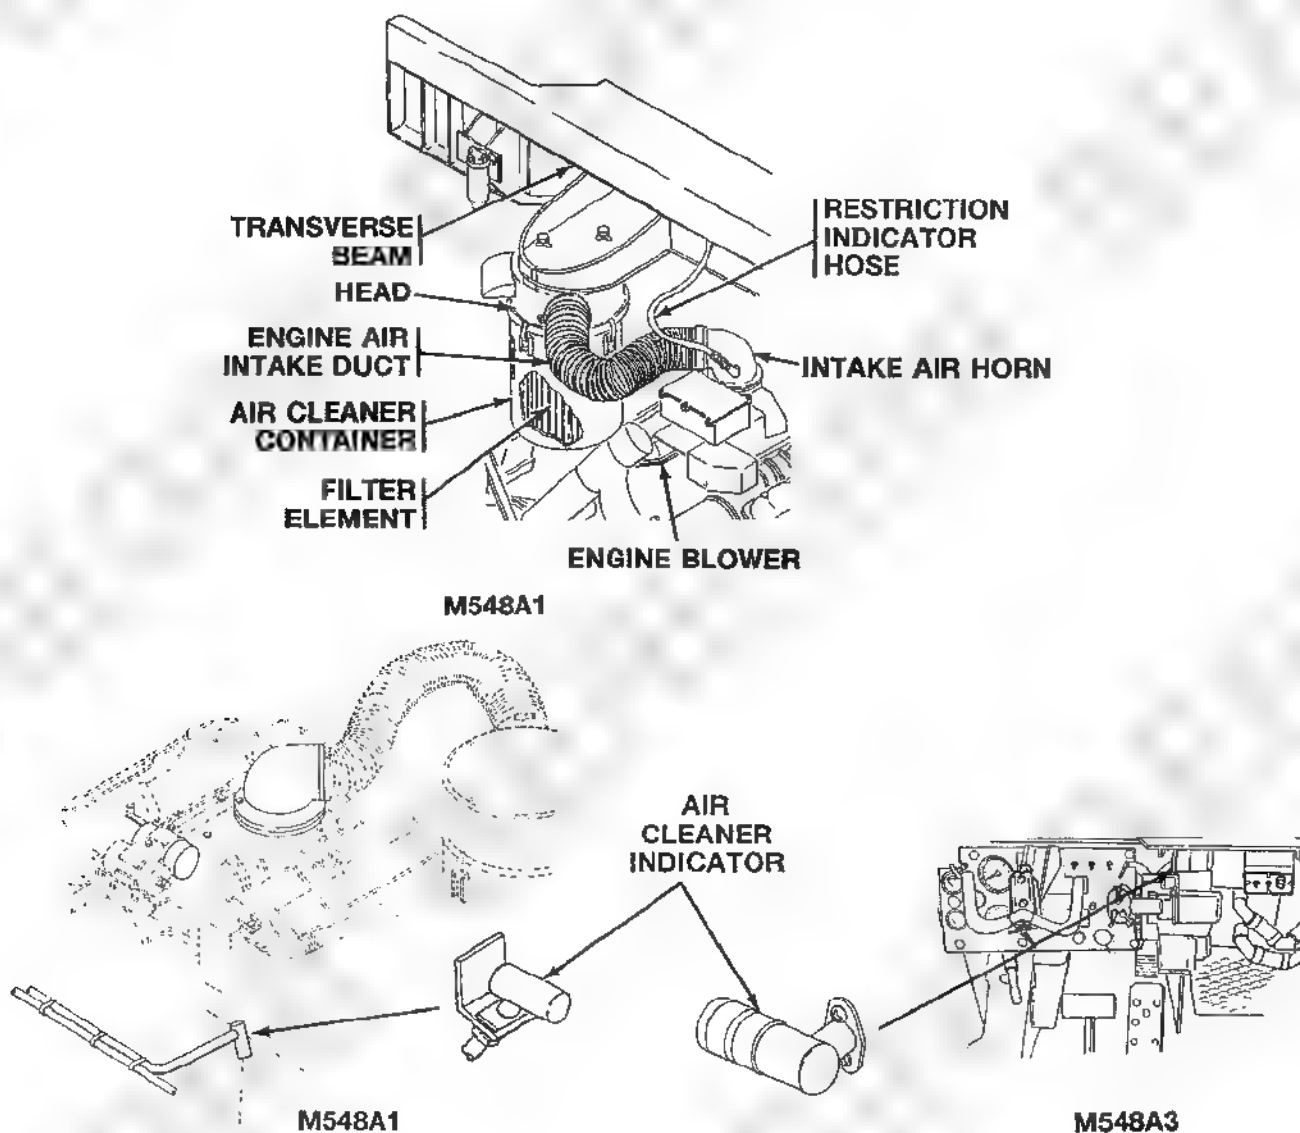 TRANSVERSE
BEAM
HEAD
ENGINE AIR
INTAKE DUCT
AIR CLEANER
CONTAINER
FILTER
ELEMENT
RESTRICTION
INDICATOR
HOSE
INTAKE AIR HORN
ENGINE BLOWER
M548A1
AIR
CLEANER
INDICATOR
M548A1
M548A3